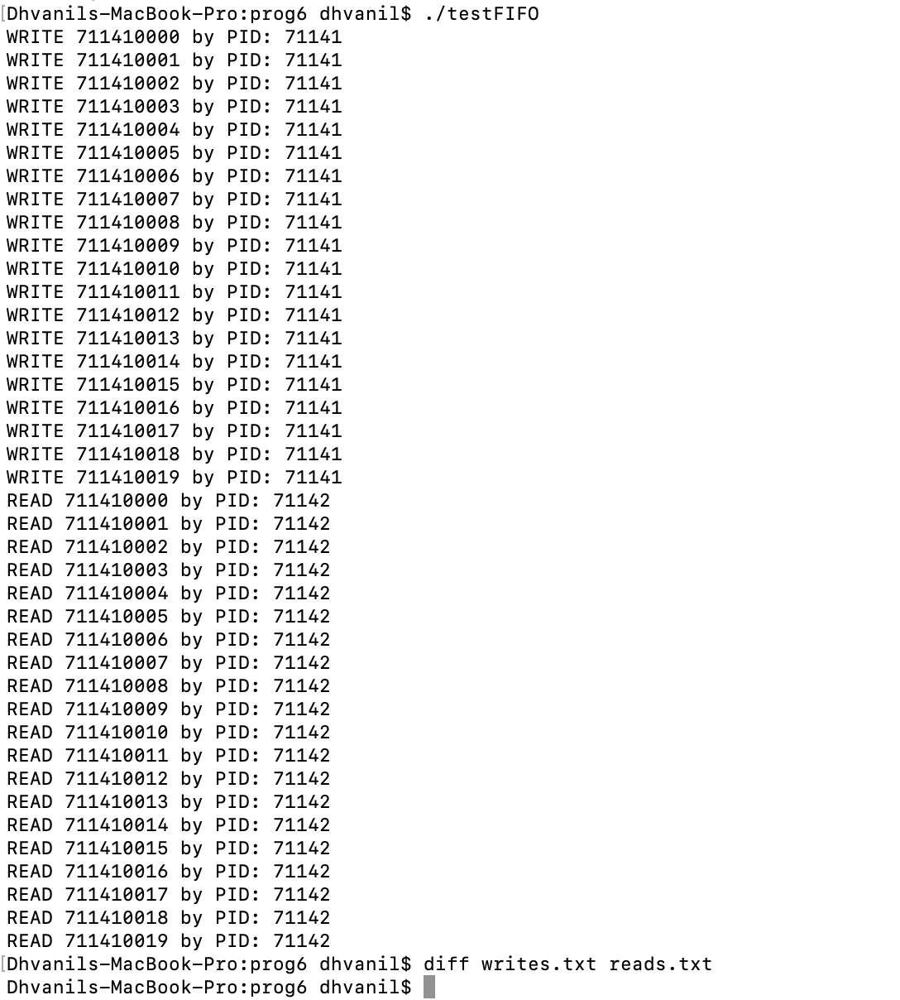 [Dhvanils-MacBook-Pro:prog6 dhvanil$ ./testFIFO
WRITE 711410000 by PID: 71141
WRITE 711410001 by PID: 71141
WRITE 711410002 by PID: 71141
WRITE 711410003 by PID: 71141
WRITE 711410004 by PID: 71141
WRITE 711410005 by PID: 71141
WRITE 711410006 by PID: 71141
WRITE 711410007 by PID: 71141
WRITE 711410008 by PID: 71141
WRITE 711410009 by PID: 71141
WRITE 711410010 by PID: 71141
WRITE 711410011 by PID: 71141
WRITE 711410012 by PID: 71141
WRITE 711410013 by PID: 71141
WRITE 711410014 by PID: 71141
WRITE 711410015 by PID: 71141
WRITE 711410016 by PID: 71141
WRITE 711410017 by PID: 71141
WRITE 711410018 by PID: 71141
WRITE 711410019 by PID: 71141
READ 711410000 by PID: 71142
READ 711410001 by PID: 71142
READ 711410002 by PID: 71142
READ 711410003 by PID: 71142
READ 711410004 by PID: 71142
READ 711410005 by PID: 71142
READ 711410006 by PID: 71142
READ 711410007 by PID: 71142
READ 711410008 by PID: 71142
READ 711410009 by PID: 71142
READ 711410010 by PID: 71142
READ 711410011 by PID: 71142
READ 711410012 by PID: 71142
READ 711410013 by PID: 71142
READ 711410014 by PID: 71142
READ 711410015 by PID: 71142
READ 711410016 by PID: 71142
READ 711410017 by PID: 71142
READ 711410018 by PID: 71142
READ 711410019 by PID: 71142
[Dhvanils-MacBook-Pro:prog6 dhvanil$ diff writes.txt reads.txt
Dhvanils-MacBook-Pro:prog6 dhvanil$